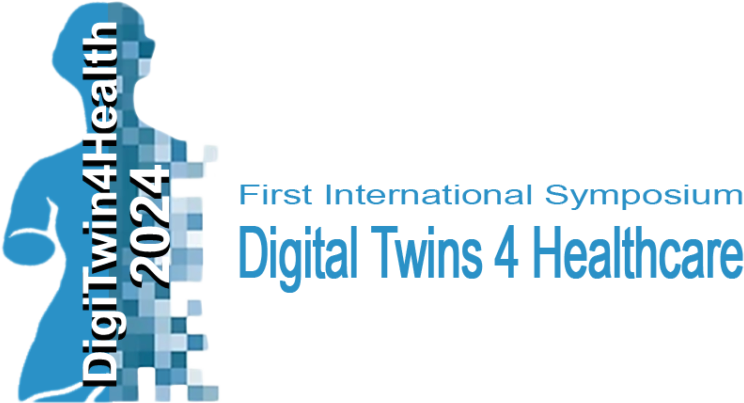 DigiTwin4Health
2024
First International Symposium
Digital Twins 4 Healthcare